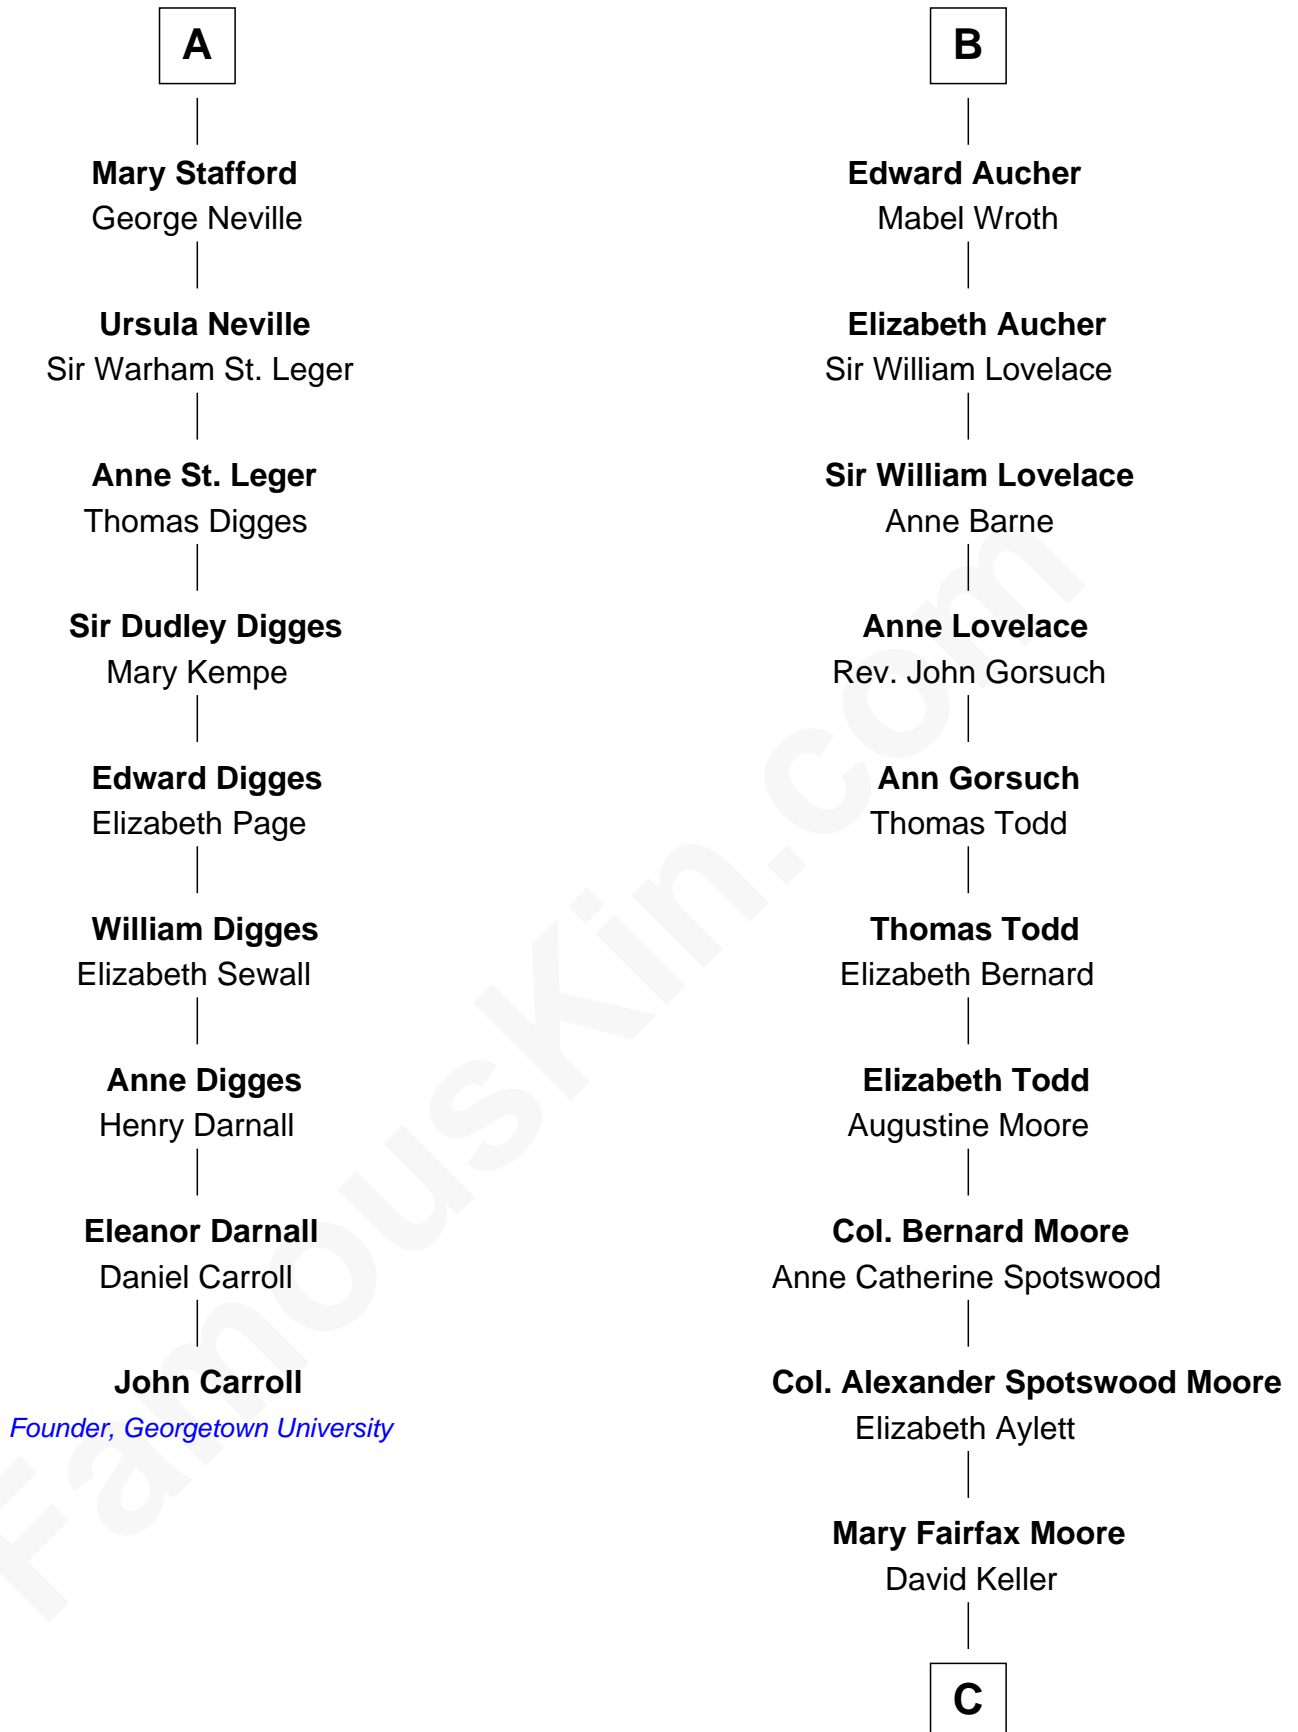 A
Mary Stafford
George Neville
Ursula Neville
Sir Warham St. Leger
Anne St. Leger
Thomas Digges
Sir Dudley Digges
Mary Kempe
Edward Digges
Elizabeth Page
William Digges
Elizabeth Sewall
Anne Digges
Henry Darnall
Eleanor Darnall
Daniel Carroll
John Carroll
Founder, Georgetown University
B
Edward Aucher
Mabel Wroth
Elizabeth Aucher
Sir William Lovelace
Sir William Lovelace
Anne Barne
Anne Lovelace
Rev. John Gorsuch
Ann Gorsuch
Thomas Todd
Thomas Todd
Elizabeth Bernard
Elizabeth Todd
Augustine Moore
Col. Bernard Moore
Anne Catherine Spotswood
Col. Alexander Spotswood Moore
Elizabeth Aylett
Mary Fairfax Moore
David Keller
C
FamousKin.com